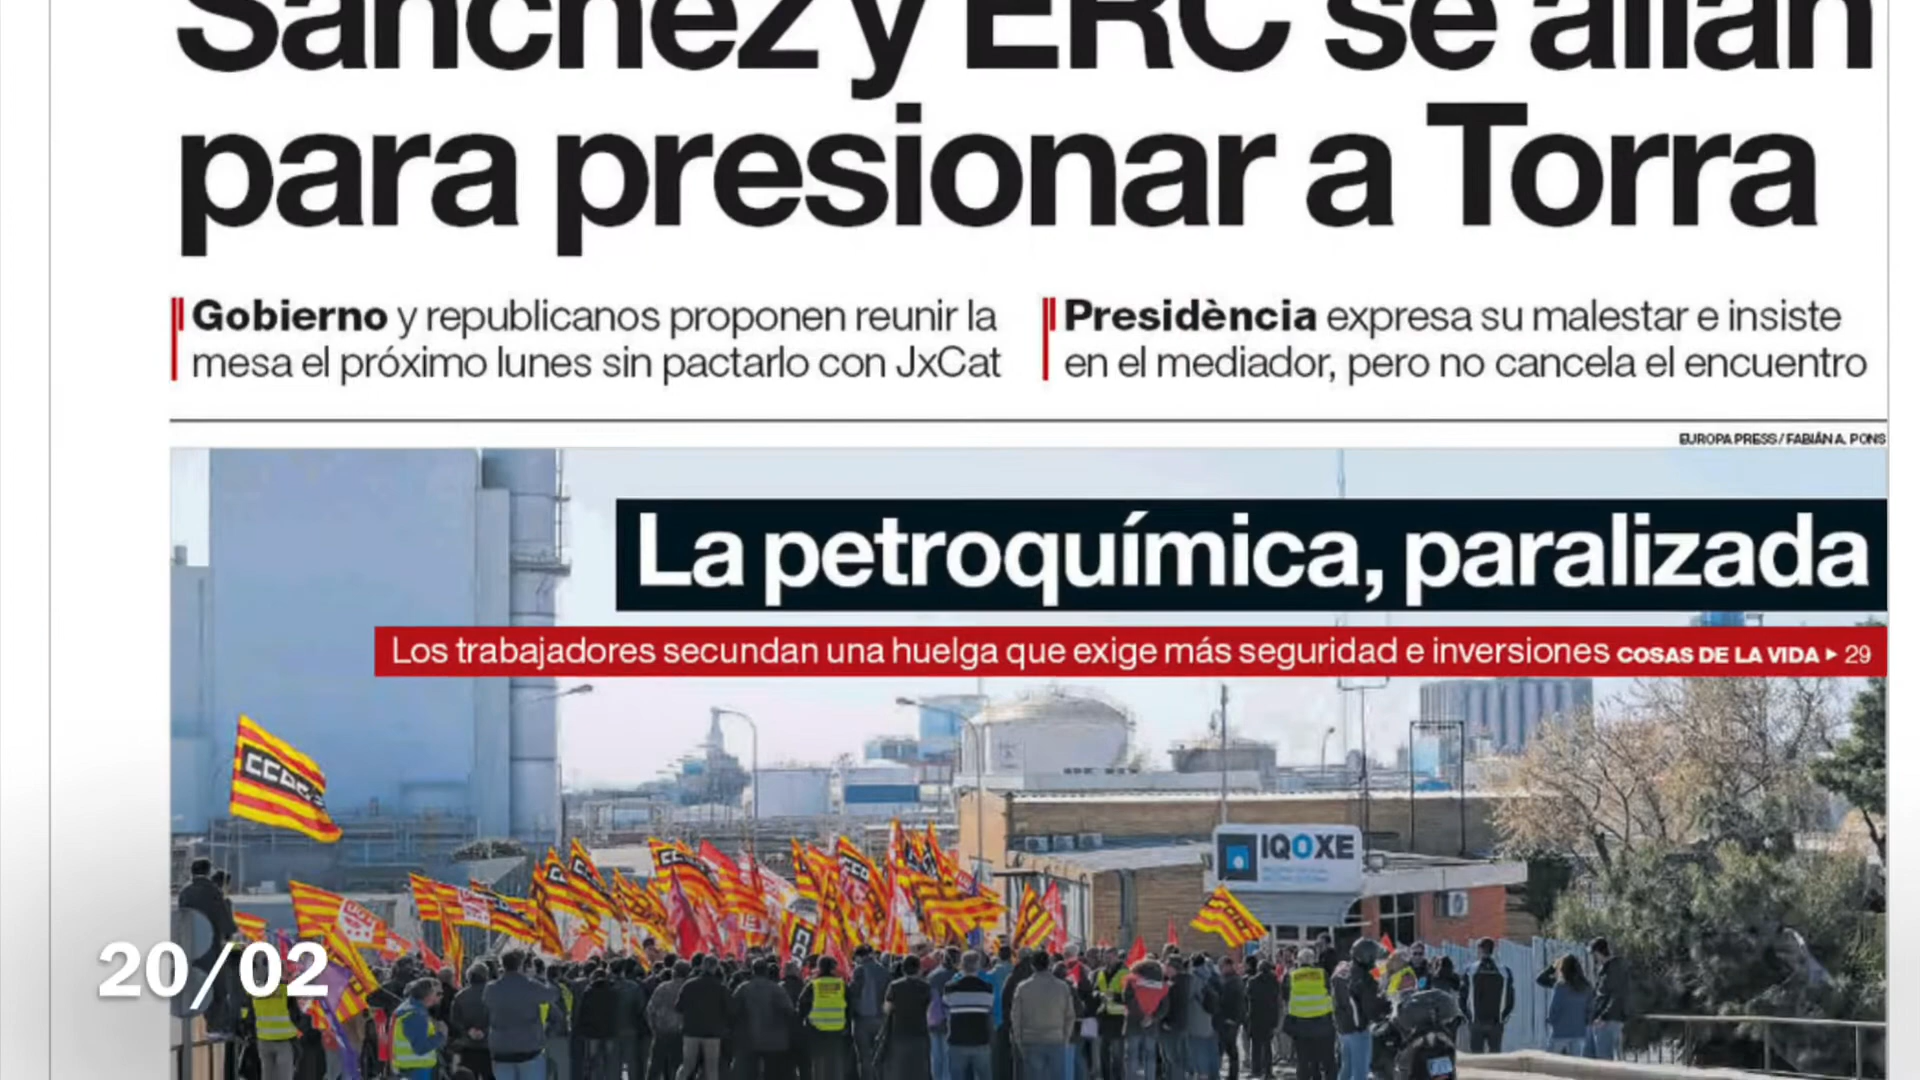 Sánchez y ERC se alían
para presionar a Torra
Gobierno y republicanos proponen reunir la
mesa el próximo lunes sin pactarlo con JxCat
Presidència expresa su malestar e insiste
en el mediador, pero no cancela el encuentro
EUROPA PRESS / FABIÁN A. PONS
La petroquímica, paralizada
Los trabajadores secundan una huelga que exige más seguridad e inversiones COSAS DE LA VIDA ▸ 29
CCOO
IQOXE
20/02